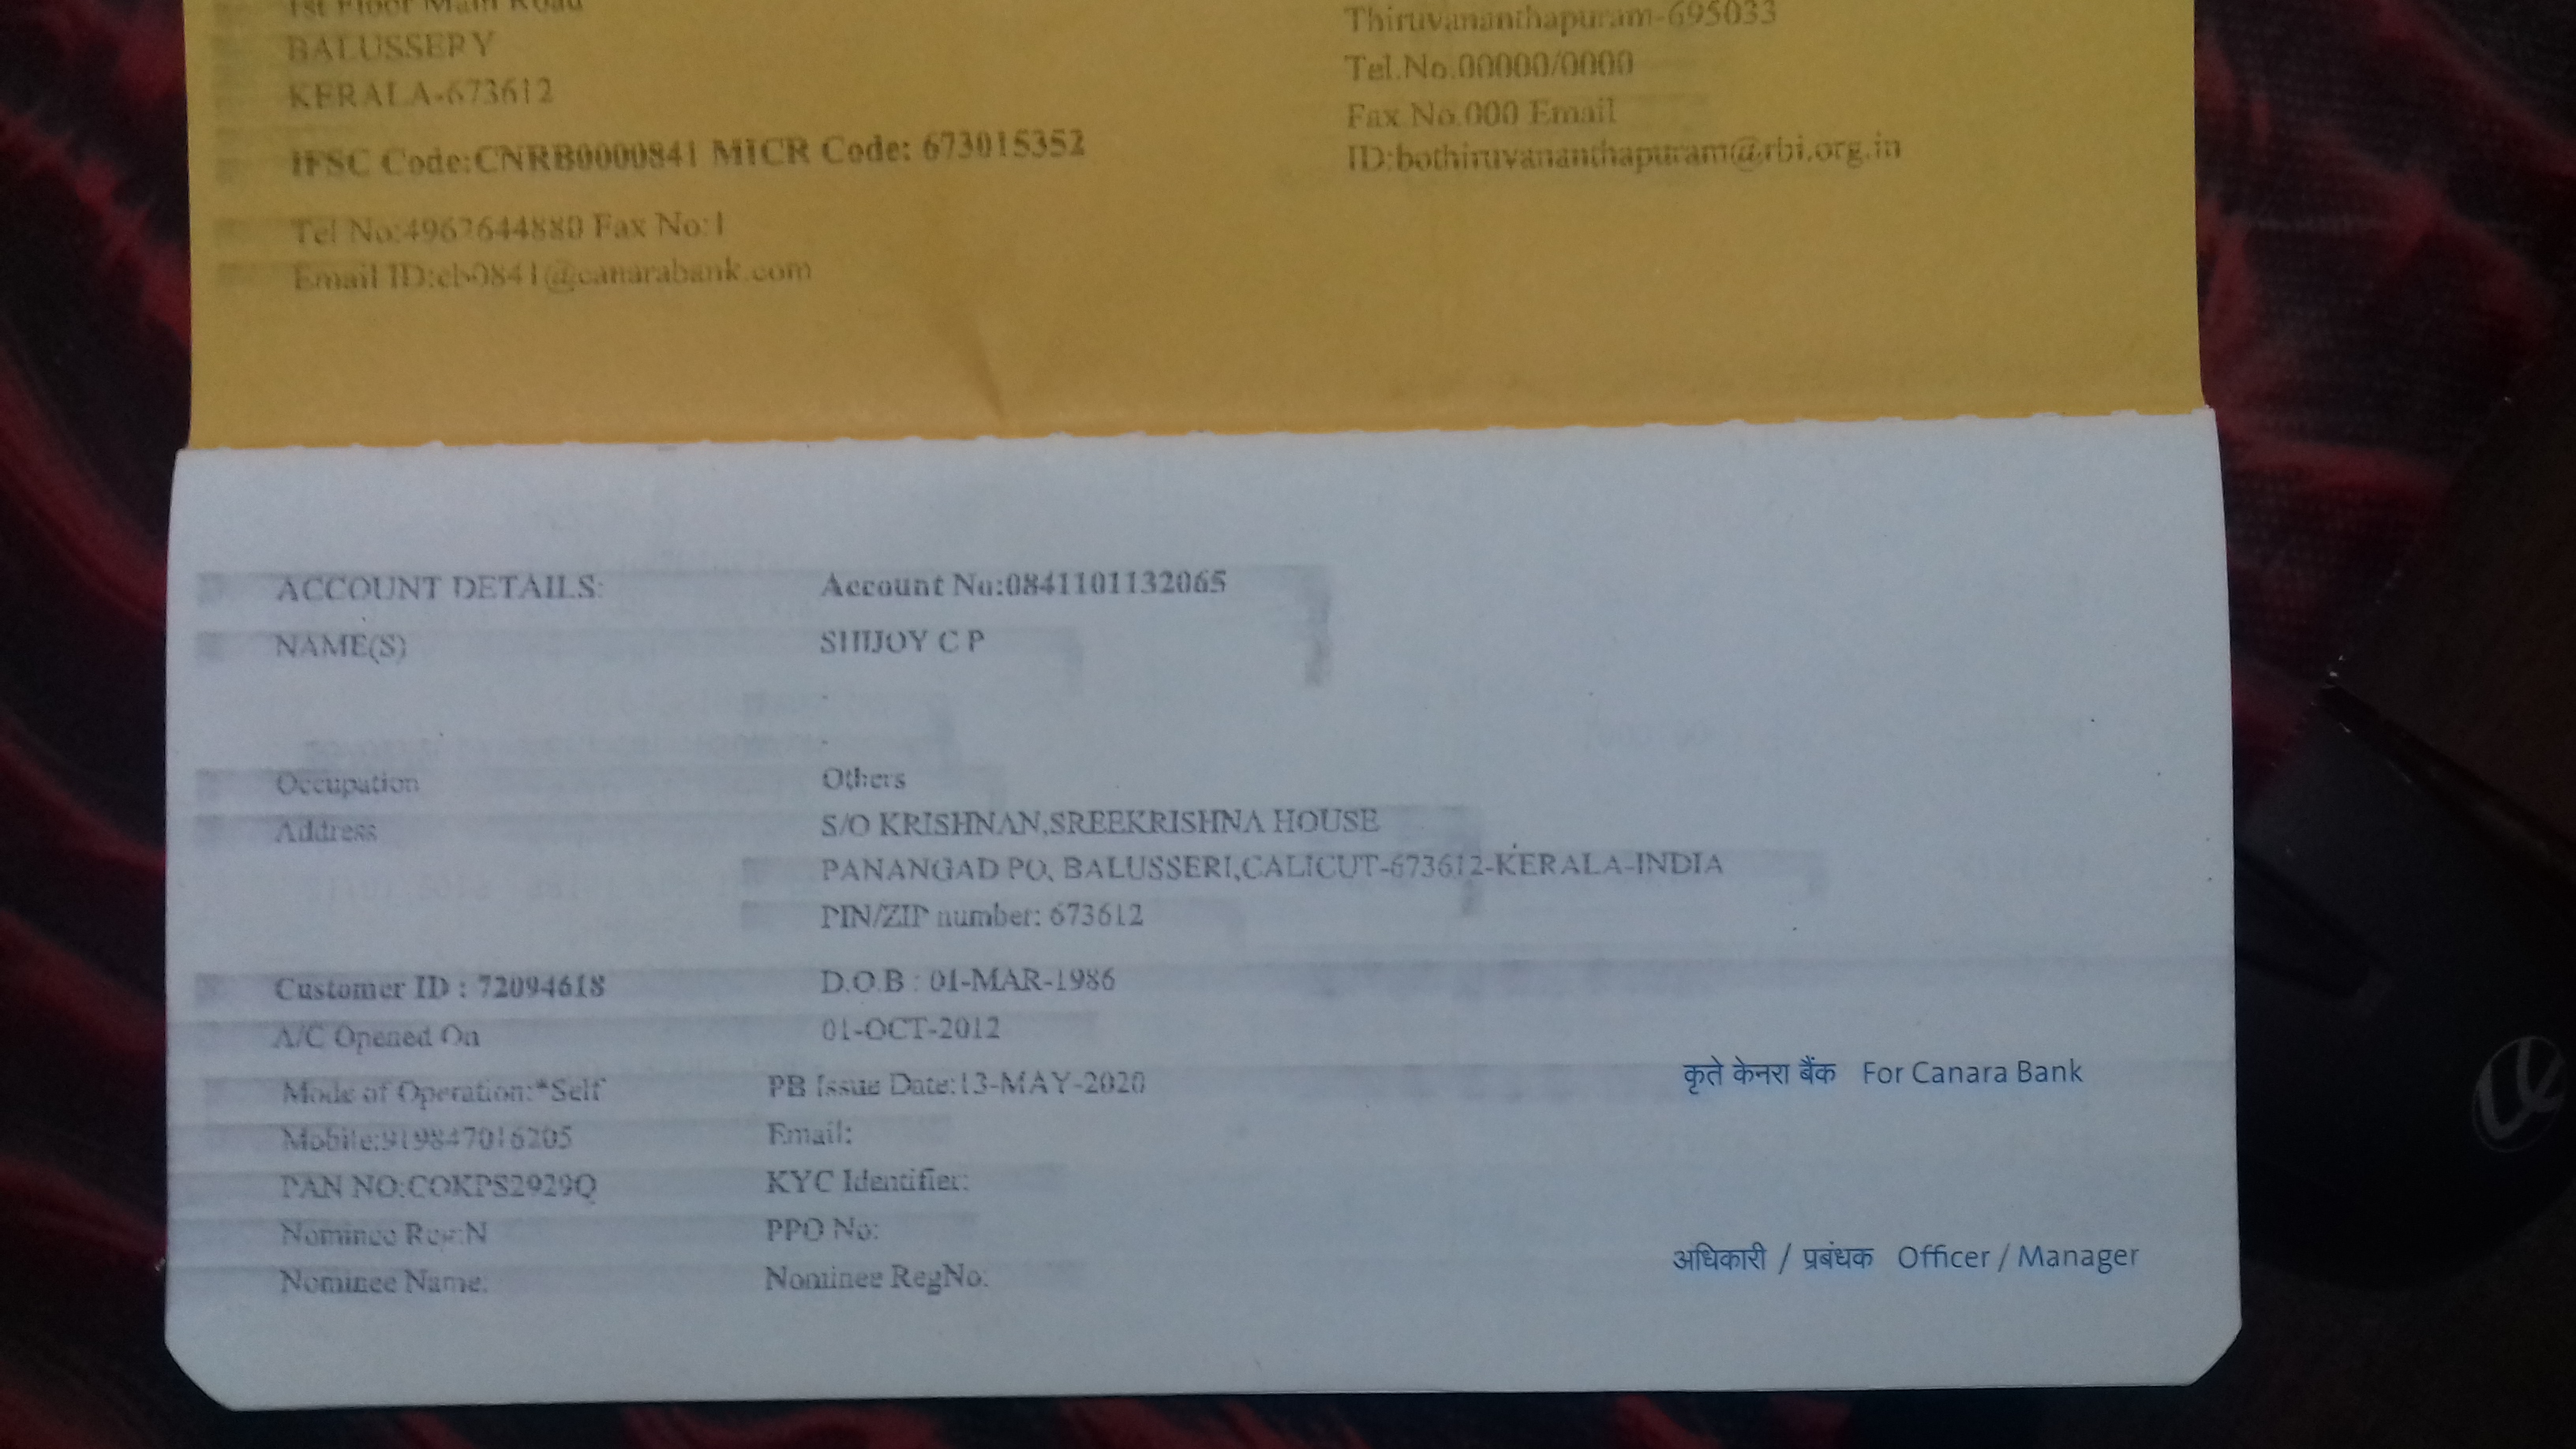 BALUSSERY
KERALA-673612
IFSC Code:CNRB0000841 MICR Code: 673015352
Tel No:4962644880 Fax No:1
Email ID:cb0841@canarabank.com
Thiruvananthapuram-695033
Tel.No.00000/0000
Fax No.000 Email
ID:bothiruvananthapuram@rbi.org.in
ACCOUNT DETAILS: Account No:0841101132065
NAME(S) SHIJOY C P
Occupation Others
Address S/O KRISHNAN,SREEKRISHNA HOUSE
PANANGAD PO, BALUSSERI,CALICUT-673612-KERALA-INDIA
PIN/ZIP number: 673612
Customer ID : 72094618 D.O.B : 01-MAR-1986
A/C Opened On 01-OCT-2012
Mode of Operation:*Self PB Issue Date:13-MAY-2020
Mobile:919847016205 Email:
PAN NO:COKPS2929Q KYC Identifier:
Nominee Reg:N PPO No:
Nominee Name: Nominee RegNo:
कृते केनरा बैंक For Canara Bank
अधिकारी / प्रबंधक Officer / Manager